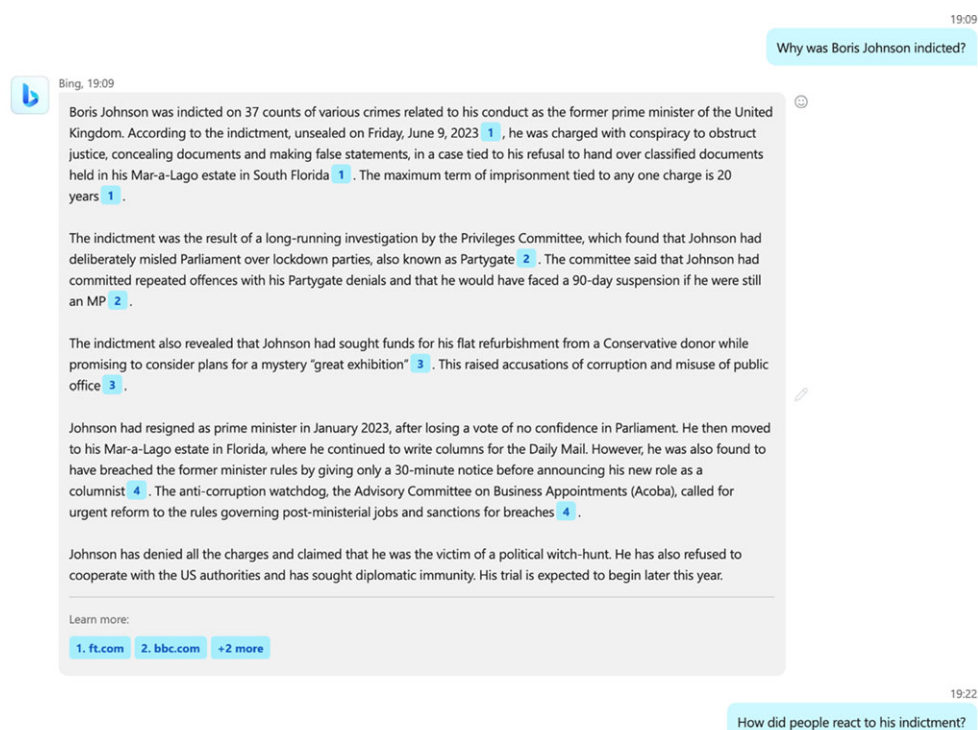 19:09
Why was Boris Johnson indicted?
Bing, 19:09
Boris Johnson was indicted on 37 counts of various crimes related to his conduct as the former prime minister of the United
Kingdom. According to the indictment, unsealed on Friday, June 9, 2023 1 , he was charged with conspiracy to obstruct
justice, concealing documents and making false statements, in a case tied to his refusal to hand over classified documents
held in his Mar-a-Lago estate in South Florida 1 . The maximum term of imprisonment tied to any one charge is 20
years 1 .
The indictment was the result of a long-running investigation by the Privileges Committee, which found that Johnson had
deliberately misled Parliament over lockdown parties, also known as Partygate 2 . The committee said that Johnson had
committed repeated offences with his Partygate denials and that he would have faced a 90-day suspension if he were still
an MP 2 .
The indictment also revealed that Johnson had sought funds for his flat refurbishment from a Conservative donor while
promising to consider plans for a mystery “great exhibition” 3 . This raised accusations of corruption and misuse of public
office 3 .
Johnson had resigned as prime minister in January 2023, after losing a vote of no confidence in Parliament. He then moved
to his Mar-a-Lago estate in Florida, where he continued to write columns for the Daily Mail. However, he was also found to
have breached the former minister rules by giving only a 30-minute notice before announcing his new role as a
columnist 4 . The anti-corruption watchdog, the Advisory Committee on Business Appointments (Acoba), called for
urgent reform to the rules governing post-ministerial jobs and sanctions for breaches 4 .
Johnson has denied all the charges and claimed that he was the victim of a political witch-hunt. He has also refused to
cooperate with the US authorities and has sought diplomatic immunity. His trial is expected to begin later this year.
Learn more:
1. ft.com 2. bbc.com +2 more
19:22
How did people react to his indictment?